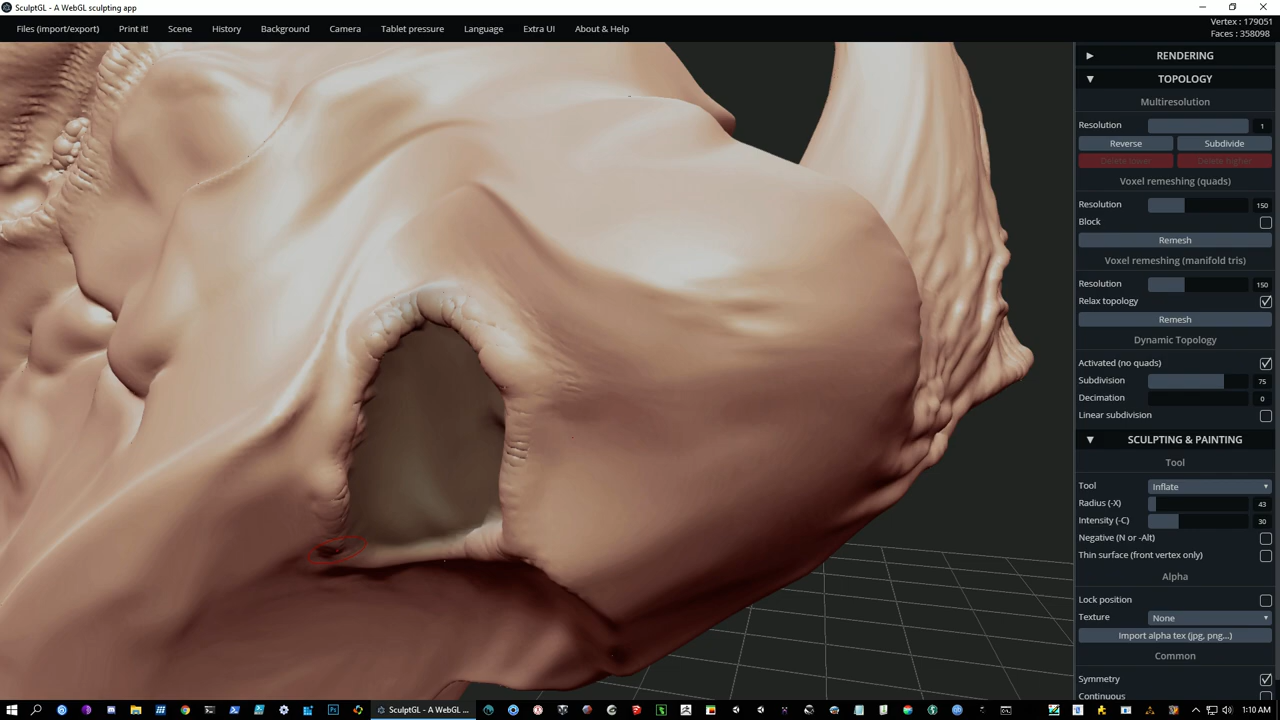 SculptGL - A WebGL sculpting app
Files (import/export) Print it! Scene History Background Camera Tablet pressure Language Extra UI About & Help
Vertex : 179051
Faces : 358098
RENDERING
TOPOLOGY
Multiresolution
Resolution 1
Reverse Subdivide
Delete lower Delete higher
Voxel remeshing (quads)
Resolution 150
Block
Remesh
Voxel remeshing (manifold tris)
Resolution 150
Relax topology
Remesh
Dynamic Topology
Activated (no quads)
Subdivision 75
Decimation 0
Linear subdivision
SCULPTING & PAINTING
Tool
Tool Inflate
Radius (-X) 43
Intensity (-C) 30
Negative (N or -Alt)
Thin surface (front vertex only)
Alpha
Lock position
Texture None
Import alpha tex (jpg, png...)
Common
Symmetry
Continuous
SculptGL - A WEBGL ...
1:10 AM